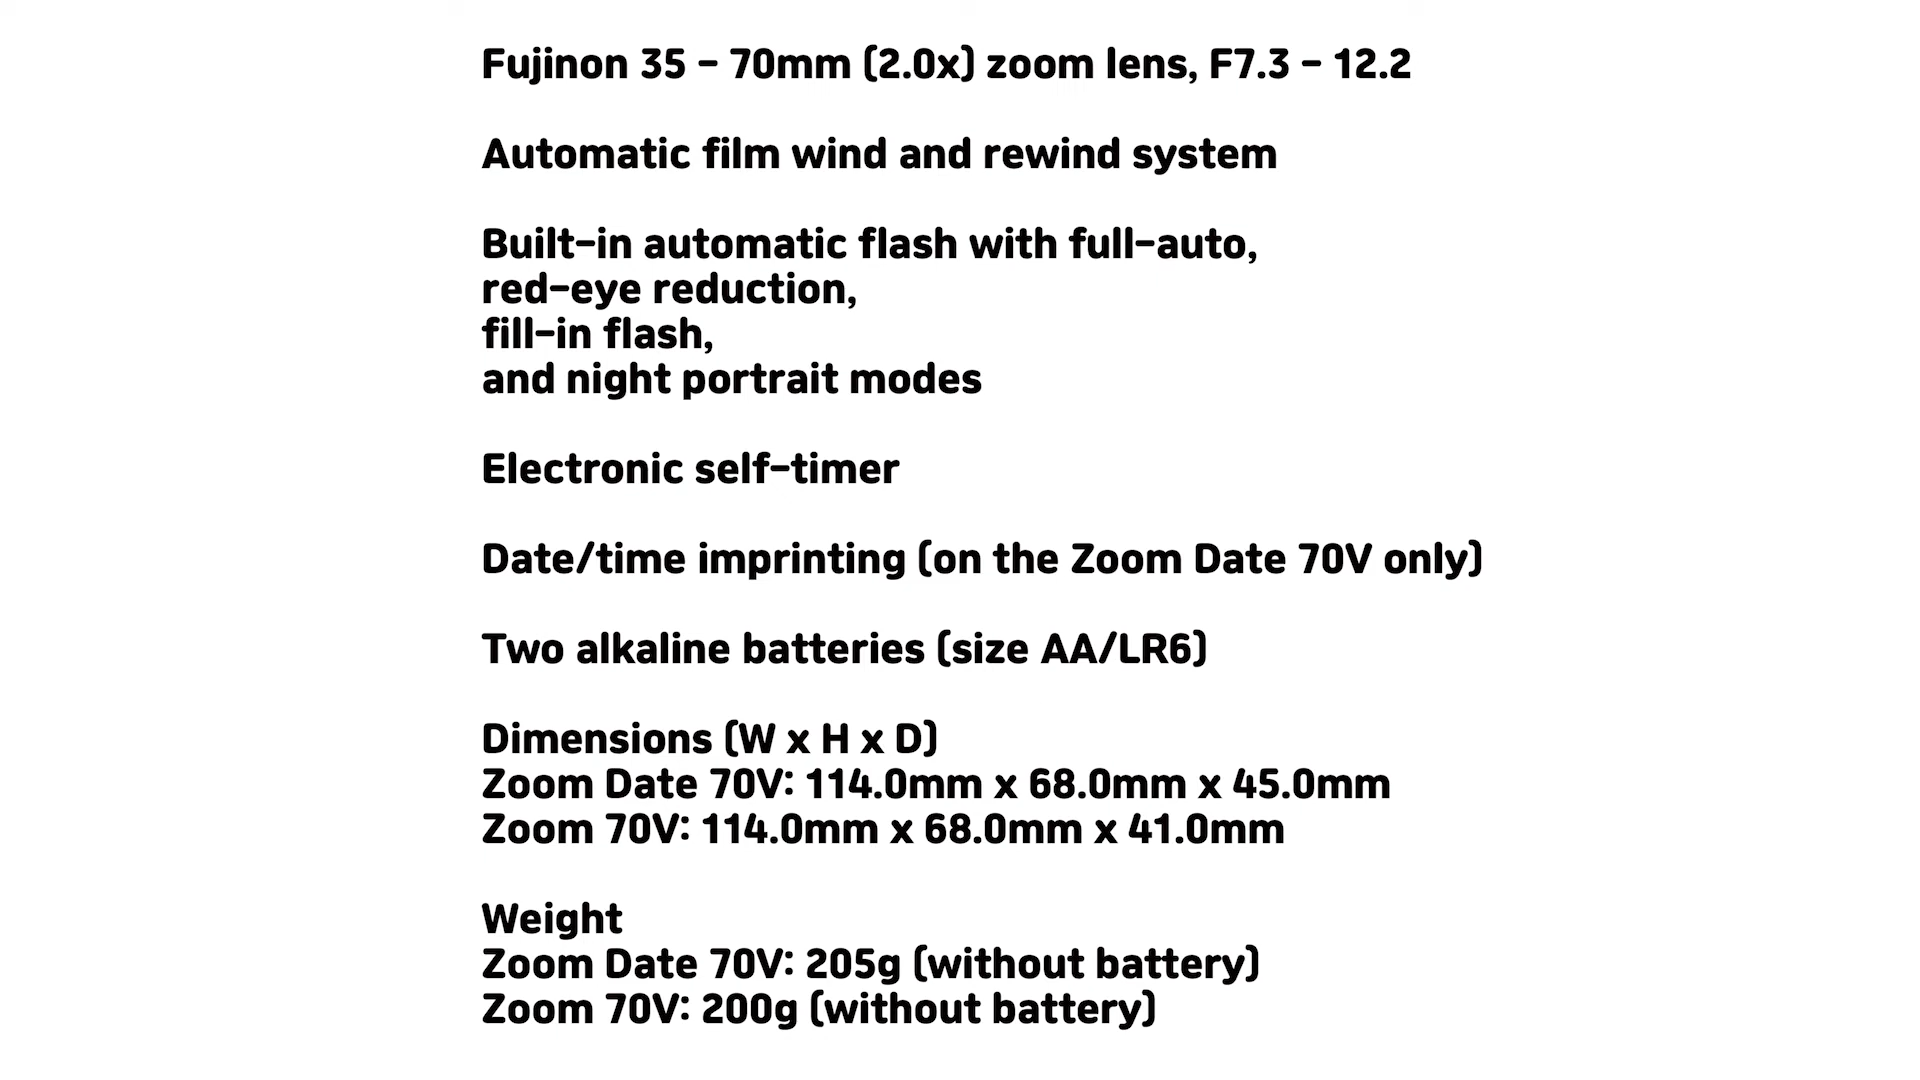 Fujinon 35 - 70mm (2.0x) zoom lens, F7.3 - 12.2
Automatic film wind and rewind system
Built-in automatic flash with full-auto,
red-eye reduction,
fill-in flash,
and night portrait modes
Electronic self-timer
Date/time imprinting (on the Zoom Date 70V only)
Two alkaline batteries (size AA/LR6)
Dimensions (W x H x D)
Zoom Date 70V: 114.0mm x 68.0mm x 45.0mm
Zoom 70V: 114.0mm x 68.0mm x 41.0mm
Weight
Zoom Date 70V: 205g (without battery)
Zoom 70V: 200g (without battery)